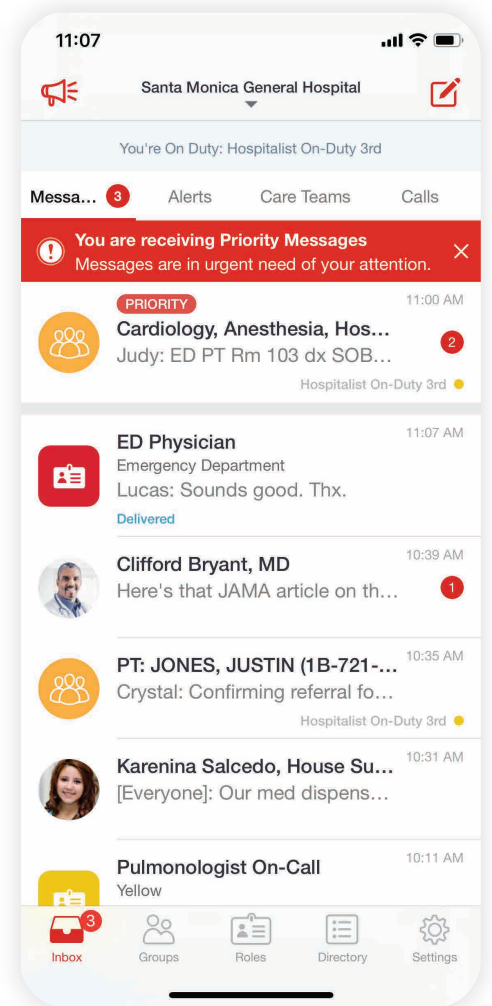 11:07
Santa Monica General Hospital
You're On Duty: Hospitalist On-Duty 3rd
Messa... 3 Alerts Care Teams Calls
You are receiving Priority Messages
Messages are in urgent need of your attention.
PRIORITY 11:00 AM
Cardiology, Anesthesia, Hos...
2
Judy: ED PT Rm 103 dx SOB...
Hospitalist On-Duty 3rd
ED Physician 11:07 AM
Emergency Department
Lucas: Sounds good. Thx.
Delivered
Clifford Bryant, MD 10:39 AM
Here's that JAMA article on th... 1
PT: JONES, JUSTIN (1B-721-... 10:35 AM
Crystal: Confirming referral fo...
Hospitalist On-Duty 3rd
Karenina Salcedo, House Su... 10:31 AM
[Everyone]: Our med dispens...
Pulmonologist On-Call 10:11 AM
Yellow
3
Inbox Groups Roles Directory Settings